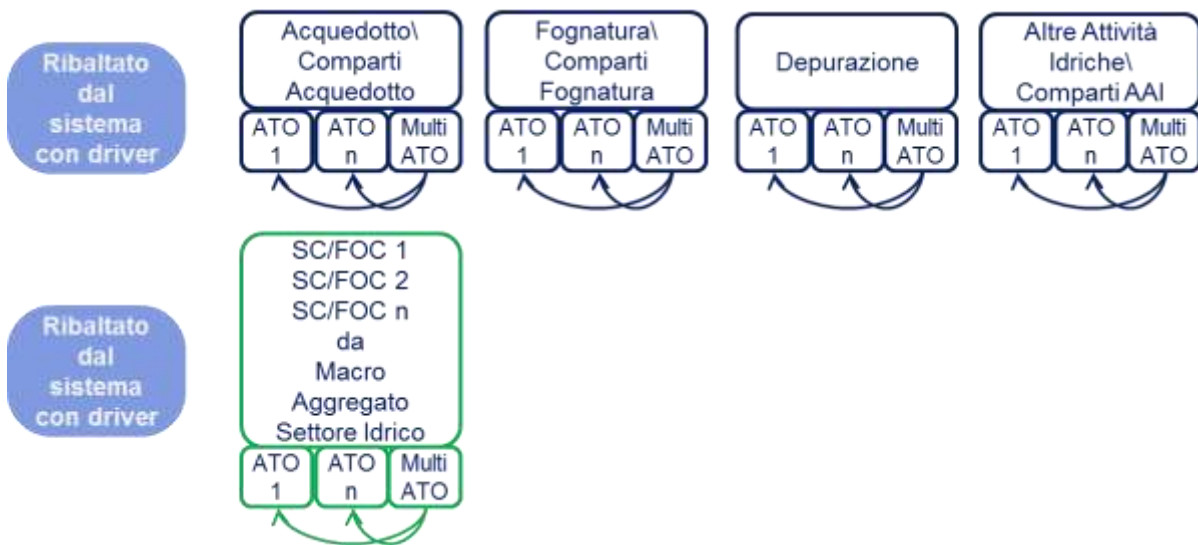 Ribaltato
dal
sistema
con driver
Acquedotto\
Comparti
Acquedotto
ATO
1
ATO
n
Multi
ATO
Fognatura\
Comparti
Fognatura
ATO
1
ATO
n
Multi
ATO
Depurazione
ATO
1
ATO
n
Multi
ATO
Altre Attività
Idriche\
Comparti AAI
ATO
1
ATO
n
Multi
ATO
Ribaltato
dal
sistema
con driver
SC/FOC 1
SC/FOC 2
SC/FOC n
da
Macro
Aggregato
Settore Idrico
ATO
1
ATO
n
Multi
ATO